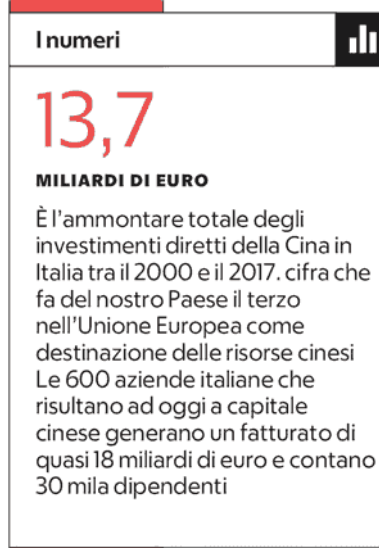 I numeri
13,7
MILIARDI DI EURO
È l'ammontare totale degli
investimenti diretti della Cina in
Italia tra il 2000 e il 2017. cifra che
fa del nostro Paese il terzo
nell'Unione Europea come
destinazione delle risorse cinesi
Le 600 aziende italiane che
risultano ad oggi a capitale
cinese generano un fatturato di
quasi 18 miliardi di euro e contano
30 mila dipendenti